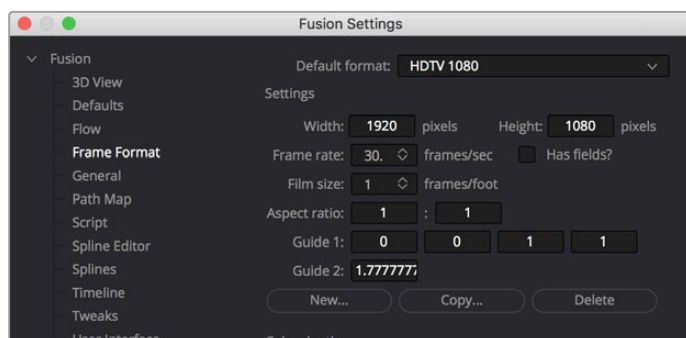 Fusion Settings
Fusion
3D View
Defaults
Flow
Frame Format
General
Path Map
Script
Spline Editor
Splines
Timeline
Tweaks
User Interface
Default format: HDTV 1080
Settings
Width: 1920 pixels Height: 1080 pixels
Frame rate: 30. frames/sec Has fields?
Film size: 1 frames/foot
Aspect ratio: 1 : 1
Guide 1: 0 0 1 1
Guide 2: 1.7777777
New... Copy... Delete